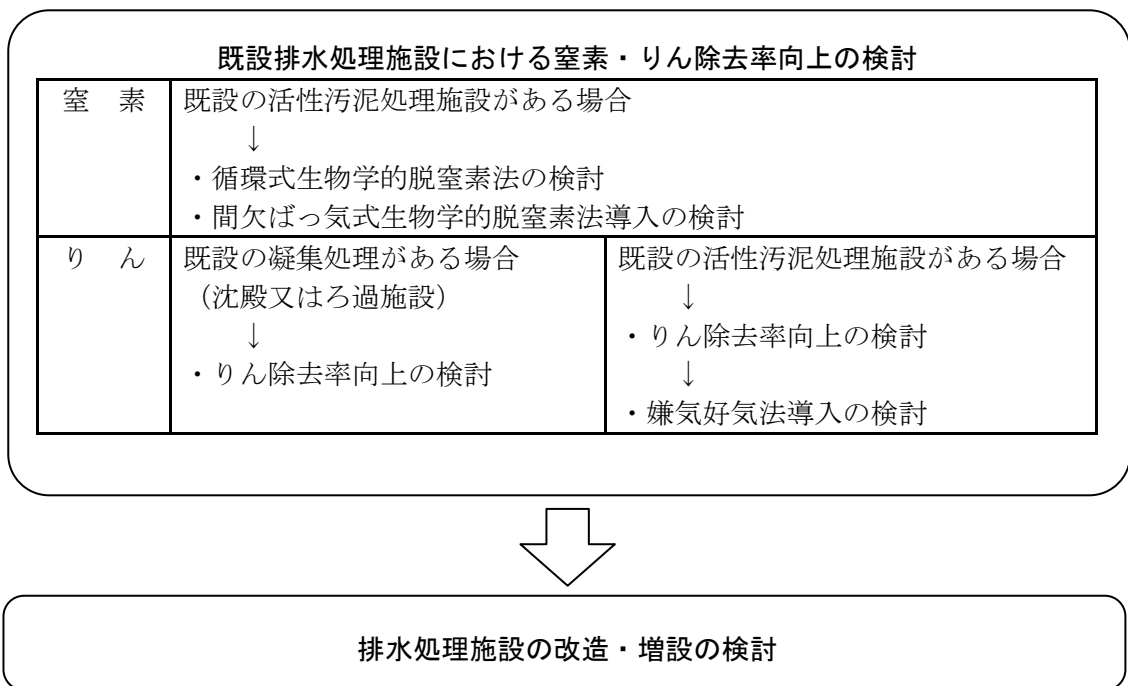 既設排水処理施設における窒素・りん除去率向上の検討
窒　素
既設の活性汚泥処理施設がある場合
↓
・循環式生物学的脱窒素法の検討
・間欠ばっ気式生物学的脱窒素法導入の検討
り　ん
既設の凝集処理がある場合
（沈殿又はろ過施設）
↓
・りん除去率向上の検討
既設の活性汚泥処理施設がある場合
↓
・りん除去率向上の検討
↓
・嫌気好気法導入の検討
排水処理施設の改造・増設の検討